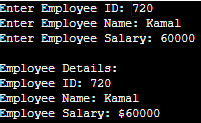 Enter Employee ID: 720
Enter Employee Name: Kamal
Enter Employee Salary: 60000
Employee Details:
Employee ID: 720
Employee Name: Kamal
Employee Salary: $60000